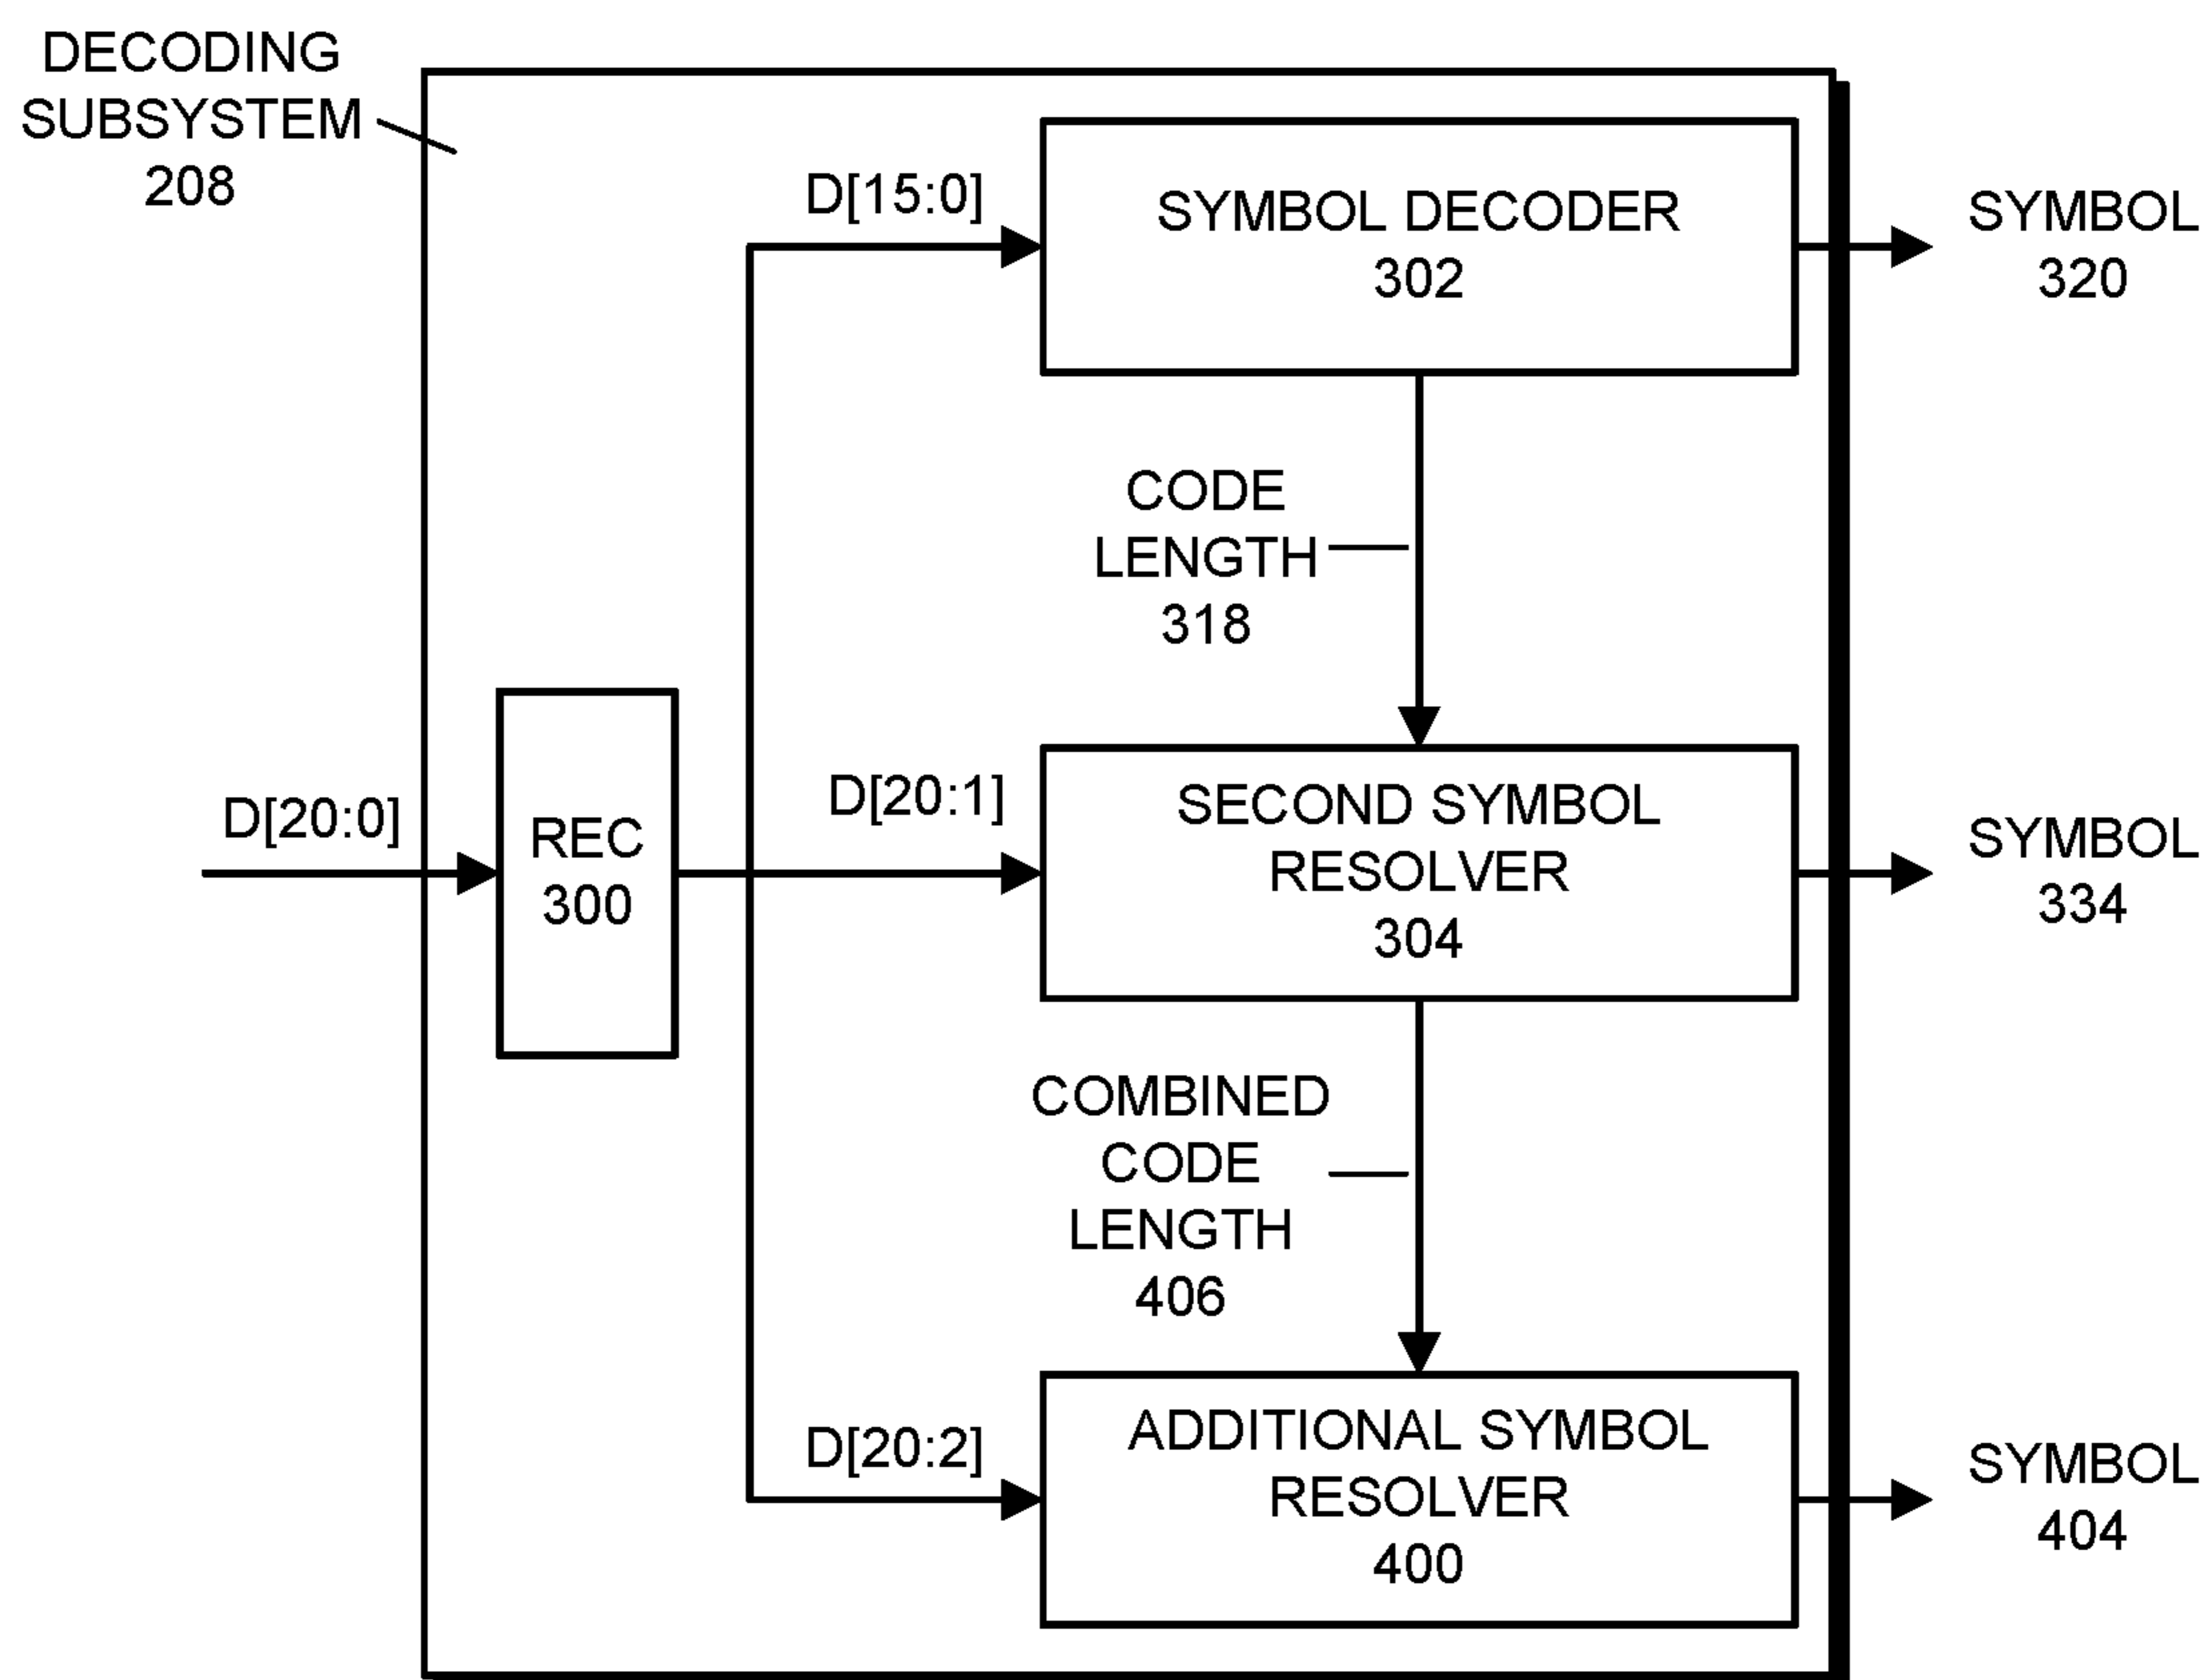 DECODING
SUBSYSTEM
208
D[15:0]
SYMBOL DECODER
302
SYMBOL
320
CODE
LENGTH
318
D[20:0]
REC
300
D[20:1]
SECOND SYMBOL
RESOLVER
304
SYMBOL
334
COMBINED
CODE
LENGTH
406
D[20:2]
ADDITIONAL SYMBOL
RESOLVER
400
SYMBOL
404